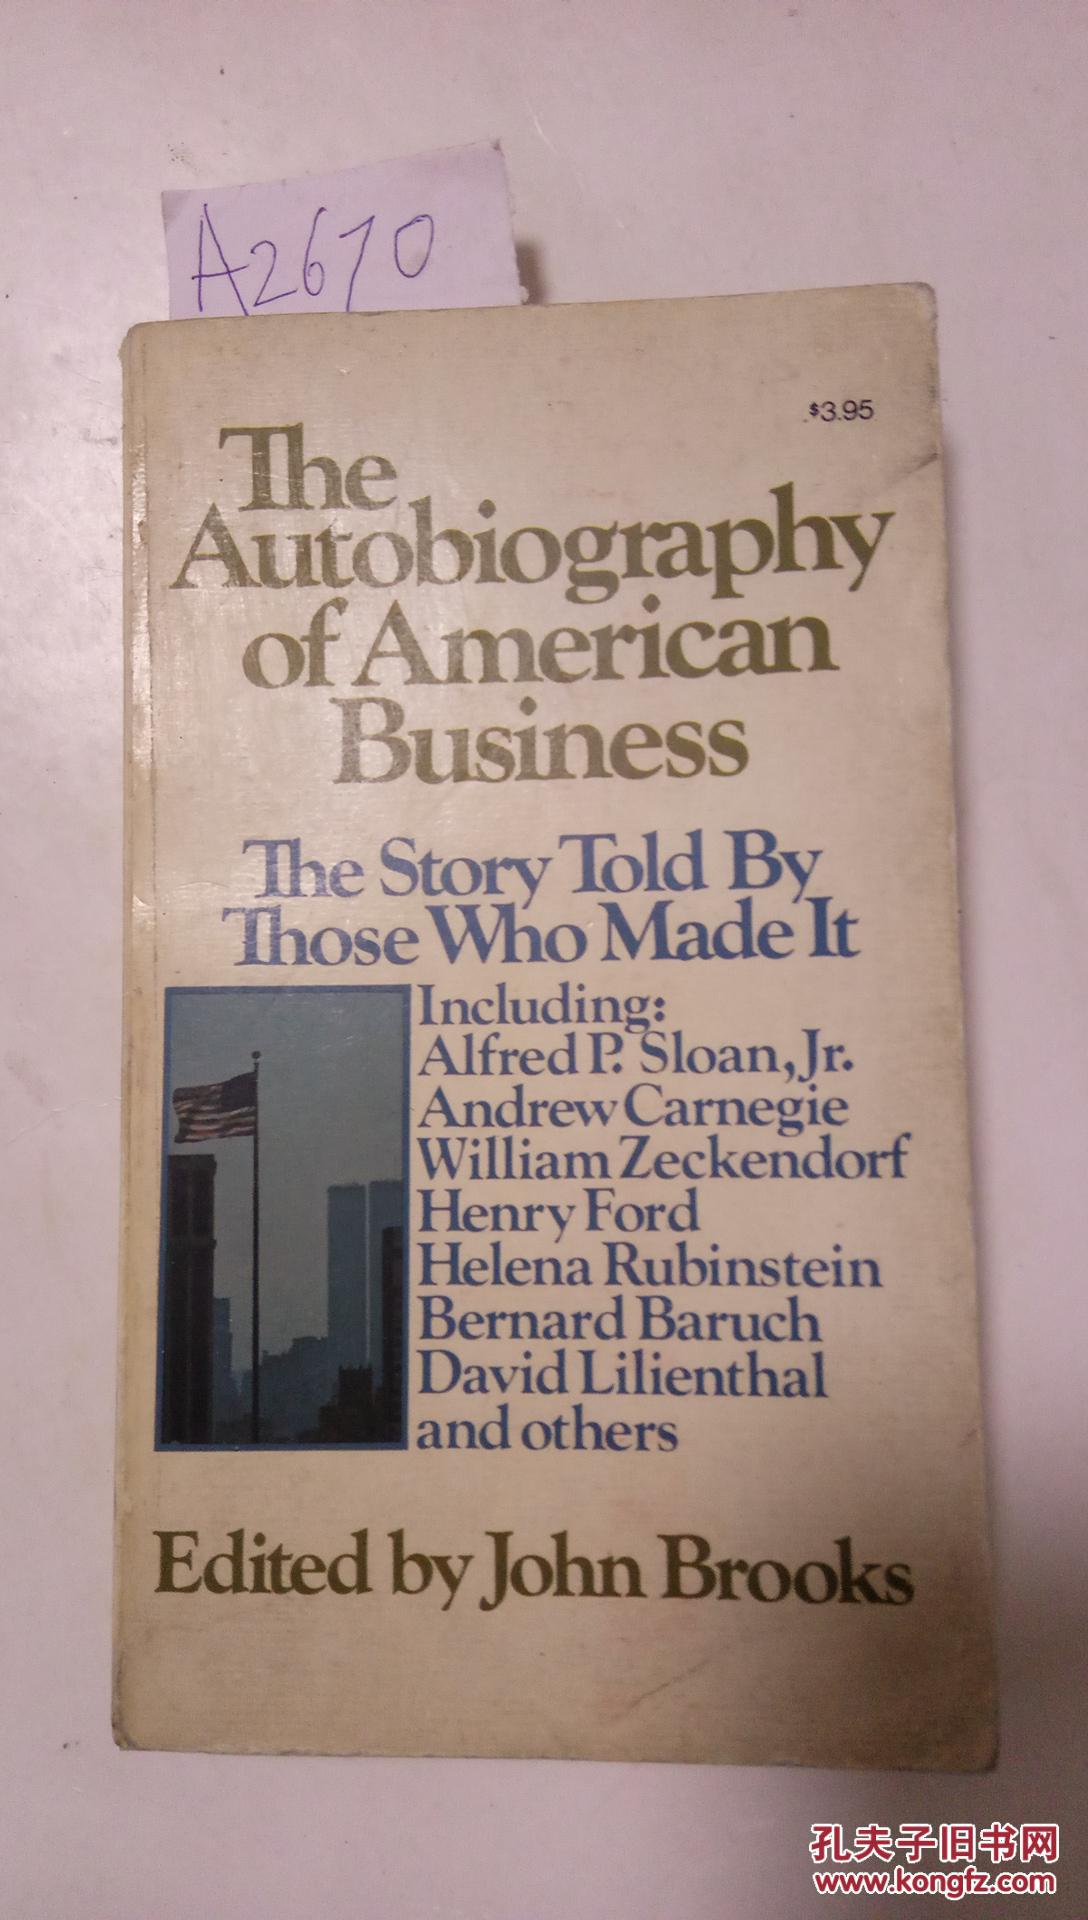 A2670
$3.95
The
Autobiography
of American
Business
The Story Told By
Those Who Made It
Including:
Alfred P. Sloan, Jr.
Andrew Carnegie
William Zeckendorf
Henry Ford
Helena Rubinstein
Bernard Baruch
David Lilienthal
and others
Edited by John Brooks
孔夫子旧书网
www.kongfz.com